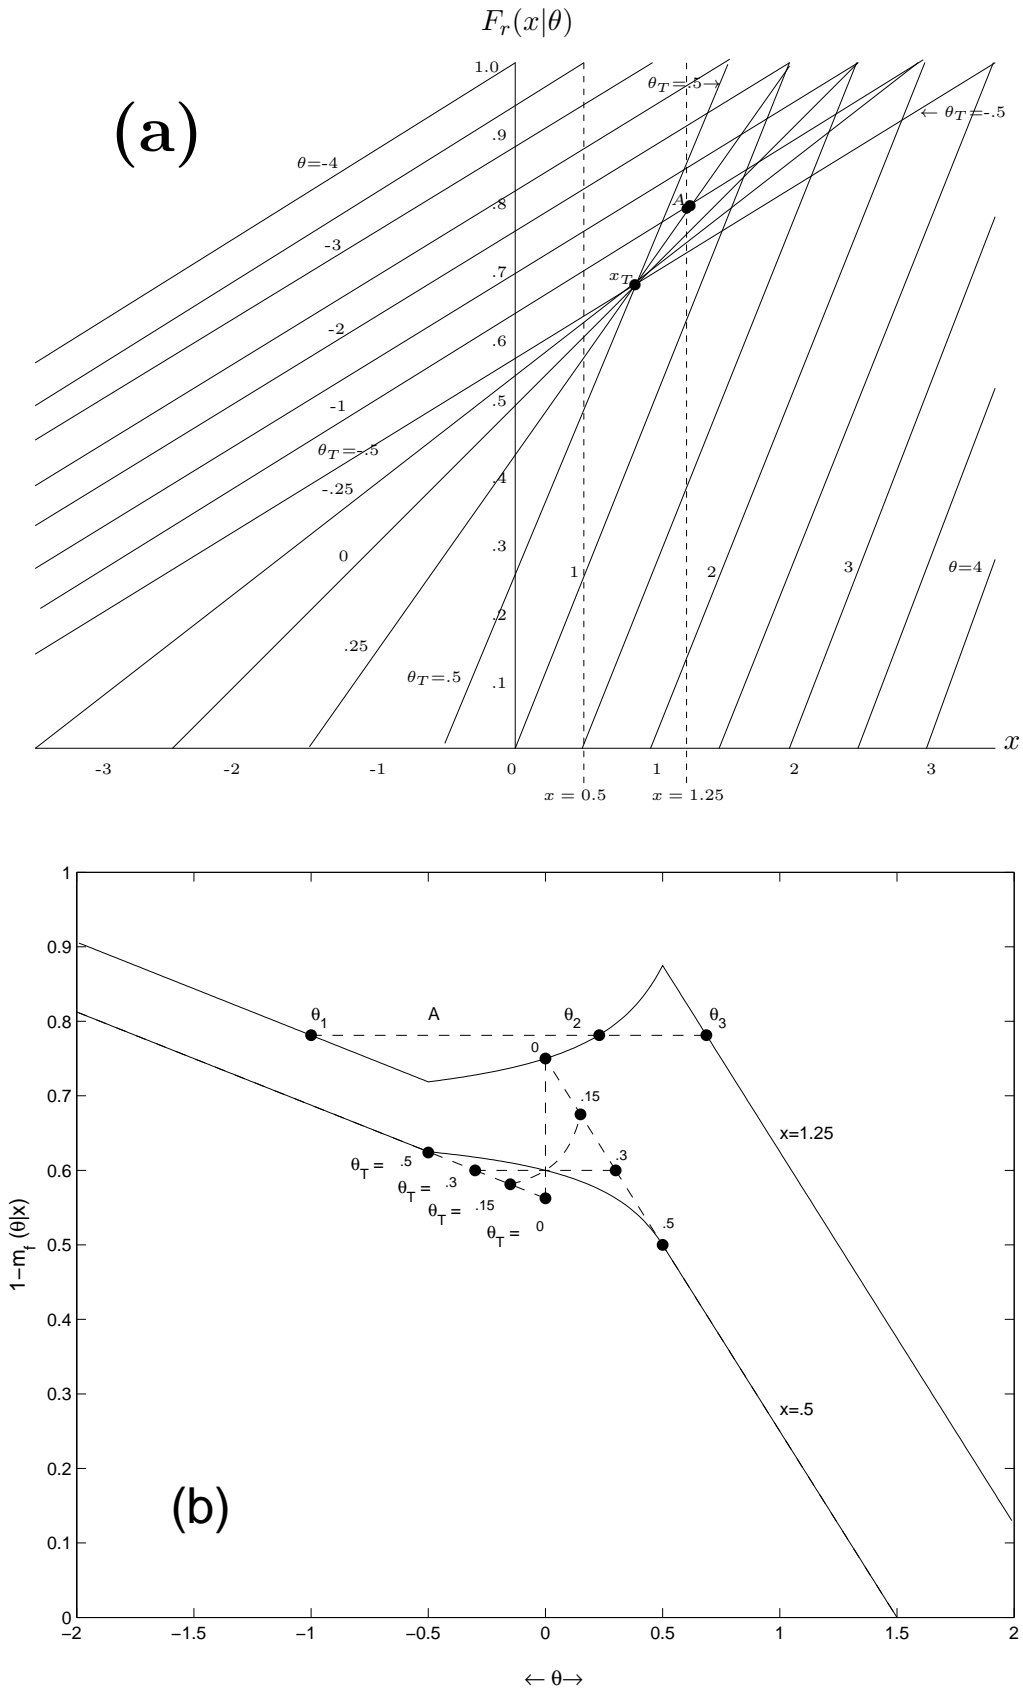 F_r(x|θ)
1.0
θ_T=.5→
(a)
← θ_T=-.5
.9
θ=-4
.8
A
-3
.7
x_T
-2
.6
-1
.5
θ_T=-.5
.4
-.25
0
.3
1
2
3
θ=4
.2
.25
θ_T=.5
.1
x
-3
-2
-1
0
1
2
3
x = 0.5
x = 1.25
1
0.9
0.8
0.7
0.6
0.5
0.4
0.3
0.2
0.1
0
1−m_f (θ|x)
θ_1
A
θ_2
θ_3
0
.15
x=1.25
.3
θ_T = .5
θ_T = .3
θ_T = .15
θ_T = 0
.5
x=.5
(b)
−2
−1.5
−1
−0.5
0
0.5
1
1.5
2
← θ→